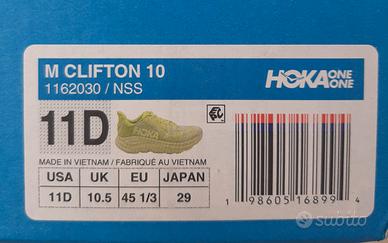 M CLIFTON 10
1162030 / NSS
HOKA ONE ONE
11D
HOKA
MADE IN VIETNAM / FABRIQUÉ AU VIETNAM
USA UK EU JAPAN
11D 10.5 45 1/3 29
1 98605 16899 4
subito